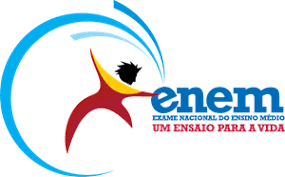 enem
EXAME NACIONAL DO ENSINO MÉDIO
UM ENSAIO PARA A VIDA